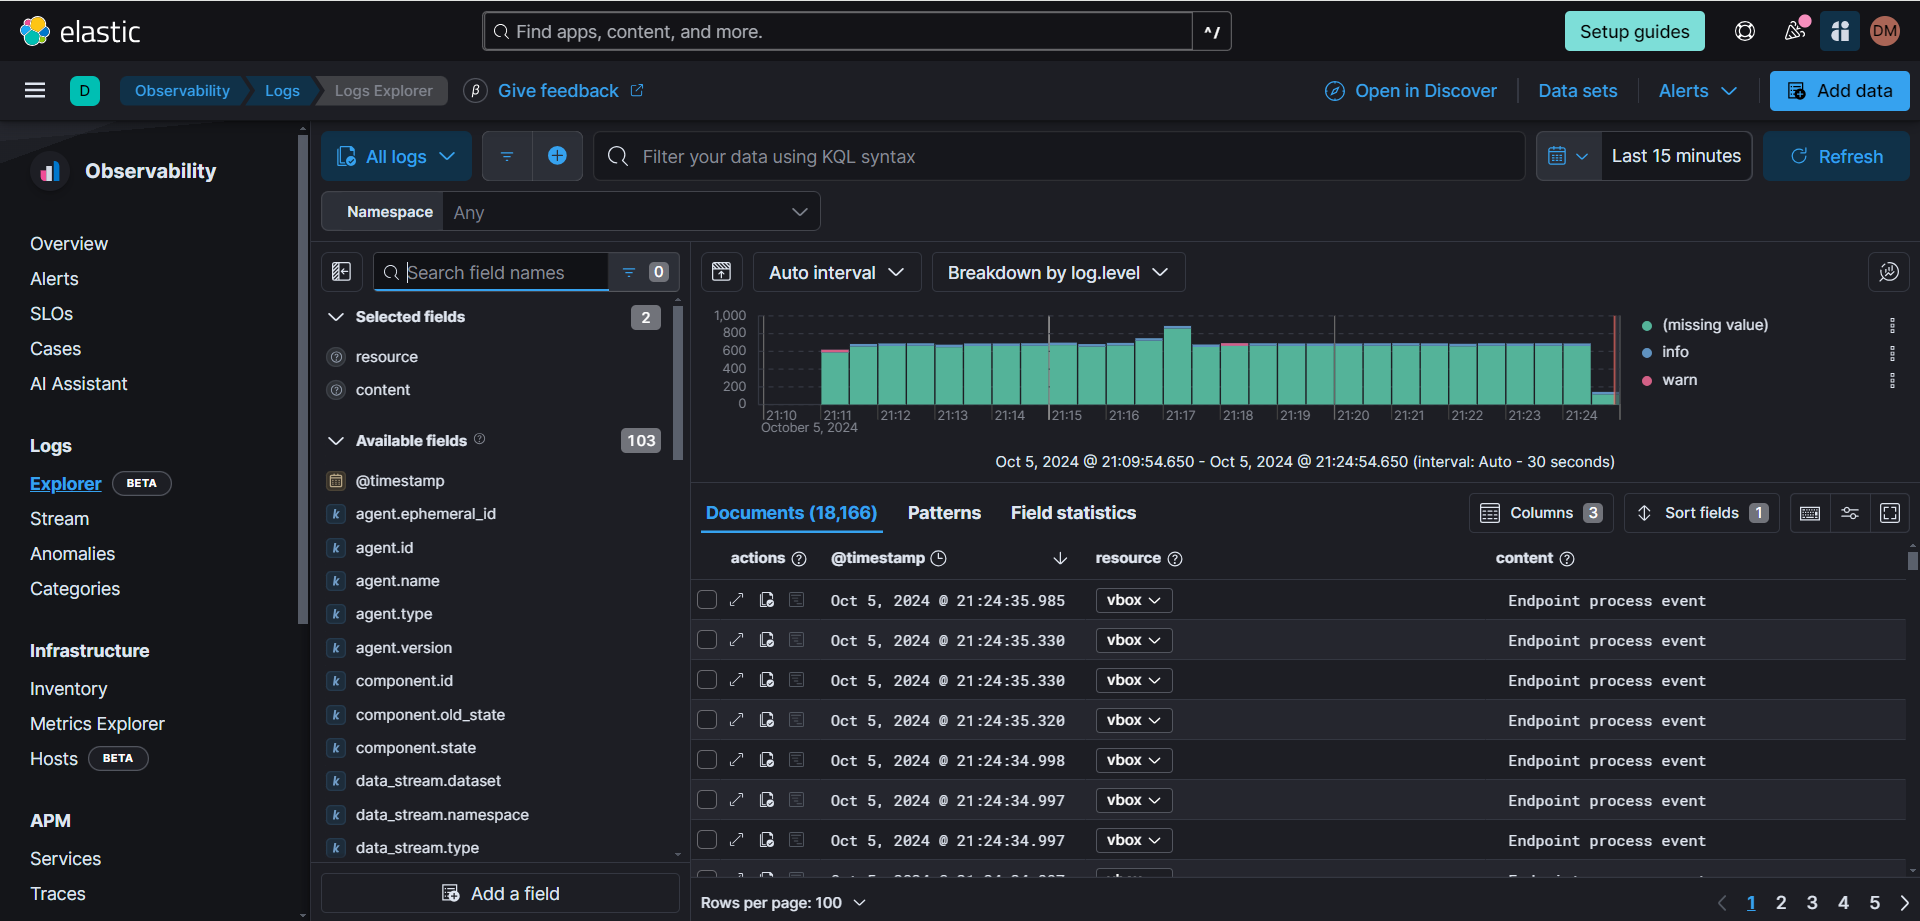 elastic
Find apps, content, and more.
^/
Setup guides
DM
D
Observability
Logs
Logs Explorer
β
Give feedback
Open in Discover
Data sets
Alerts
Add data
Observability
Overview
Alerts
SLOs
Cases
AI Assistant
Logs
Explorer BETA
Stream
Anomalies
Categories
Infrastructure
Inventory
Metrics Explorer
Hosts BETA
APM
Services
Traces
All logs
Filter your data using KQL syntax
Last 15 minutes
Refresh
Namespace Any
Search field names
0
Selected fields 2
resource
content
Available fields 103
@timestamp
k agent.ephemeral_id
k agent.id
k agent.name
k agent.type
k agent.version
k component.id
k component.old_state
k component.state
k data_stream.dataset
k data_stream.namespace
k data_stream.type
Add a field
Auto interval
Breakdown by log.level
1,000
800
600
400
200
0
21:10 21:11 21:12 21:13 21:14 21:15 21:16 21:17 21:18 21:19 21:20 21:21 21:22 21:23 21:24
October 5, 2024
(missing value)
info
warn
Oct 5, 2024 @ 21:09:54.650 - Oct 5, 2024 @ 21:24:54.650 (interval: Auto - 30 seconds)
Documents (18,166) Patterns Field statistics
Columns 3
Sort fields 1
actions @timestamp resource content
Oct 5, 2024 @ 21:24:35.985 vbox Endpoint process event
Oct 5, 2024 @ 21:24:35.330 vbox Endpoint process event
Oct 5, 2024 @ 21:24:35.330 vbox Endpoint process event
Oct 5, 2024 @ 21:24:35.320 vbox Endpoint process event
Oct 5, 2024 @ 21:24:34.998 vbox Endpoint process event
Oct 5, 2024 @ 21:24:34.997 vbox Endpoint process event
Oct 5, 2024 @ 21:24:34.997 vbox Endpoint process event
Rows per page: 100
1 2 3 4 5